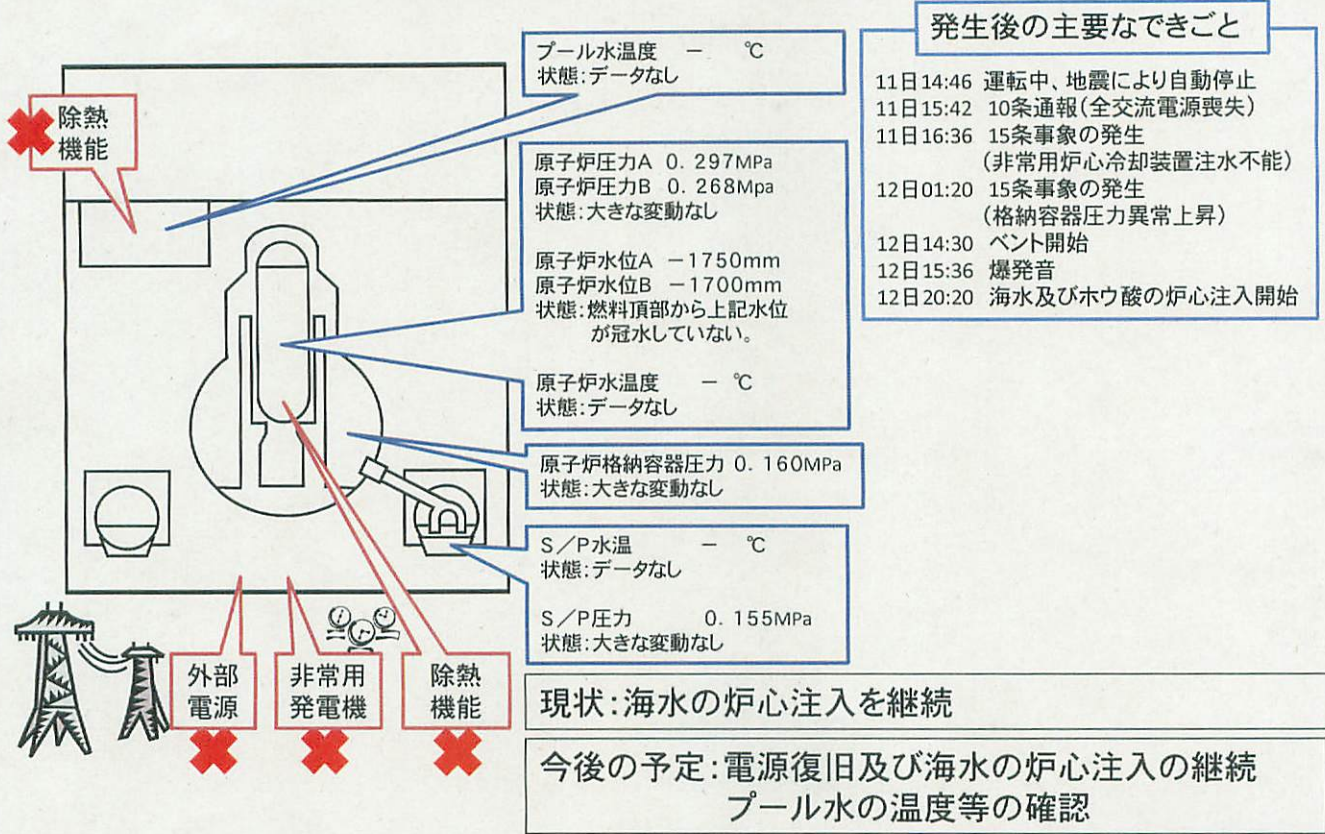 プール水温度 － ℃
状態：データなし
除熱
機能
原子炉圧力A 0．297MPa
原子炉圧力B 0．268Mpa
状態：大きな変動なし
原子炉水位A －1750mm
原子炉水位B －1700mm
状態：燃料頂部から上記水位
が冠水していない。
原子炉水温度 － ℃
状態：データなし
原子炉格納容器圧力 0．160MPa
状態：大きな変動なし
S／P水温 － ℃
状態：データなし
S／P圧力 0．155MPa
状態：大きな変動なし
外部
電源
非常用
発電機
除熱
機能
発生後の主要なできごと
11日14:46 運転中、地震により自動停止
11日15:42 10条通報（全交流電源喪失）
11日16:36 15条事象の発生
（非常用炉心冷却装置注水不能）
12日01:20 15条事象の発生
（格納容器圧力異常上昇）
12日14:30 ベント開始
12日15:36 爆発音
12日20:20 海水及びホウ酸の炉心注入開始
現状：海水の炉心注入を継続
今後の予定：電源復旧及び海水の炉心注入の継続
プール水の温度等の確認